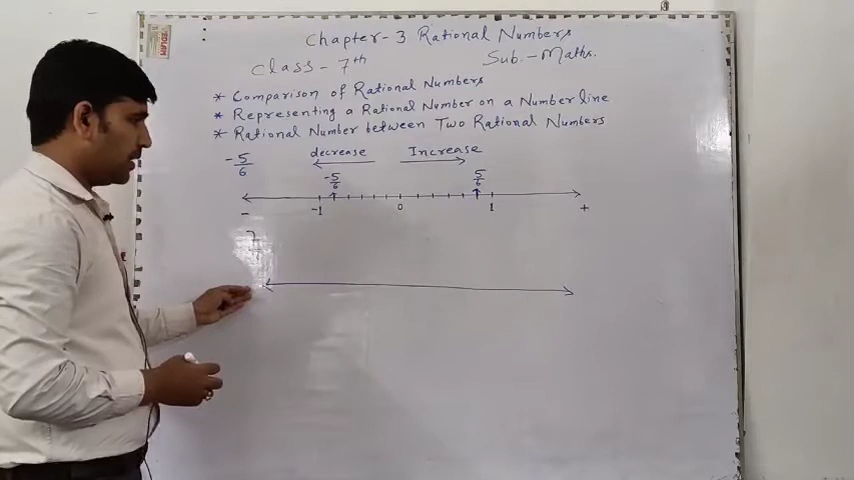 Chapter-3 Rational Numbers
Class-7th Sub.-Maths.
* Comparison of Rational Numbers
* Representing a Rational Number on a Number line
* Rational Number between Two Rational Numbers
-5/6 decrease Increase
-5/6 5/6
- -1 0 1 +
7